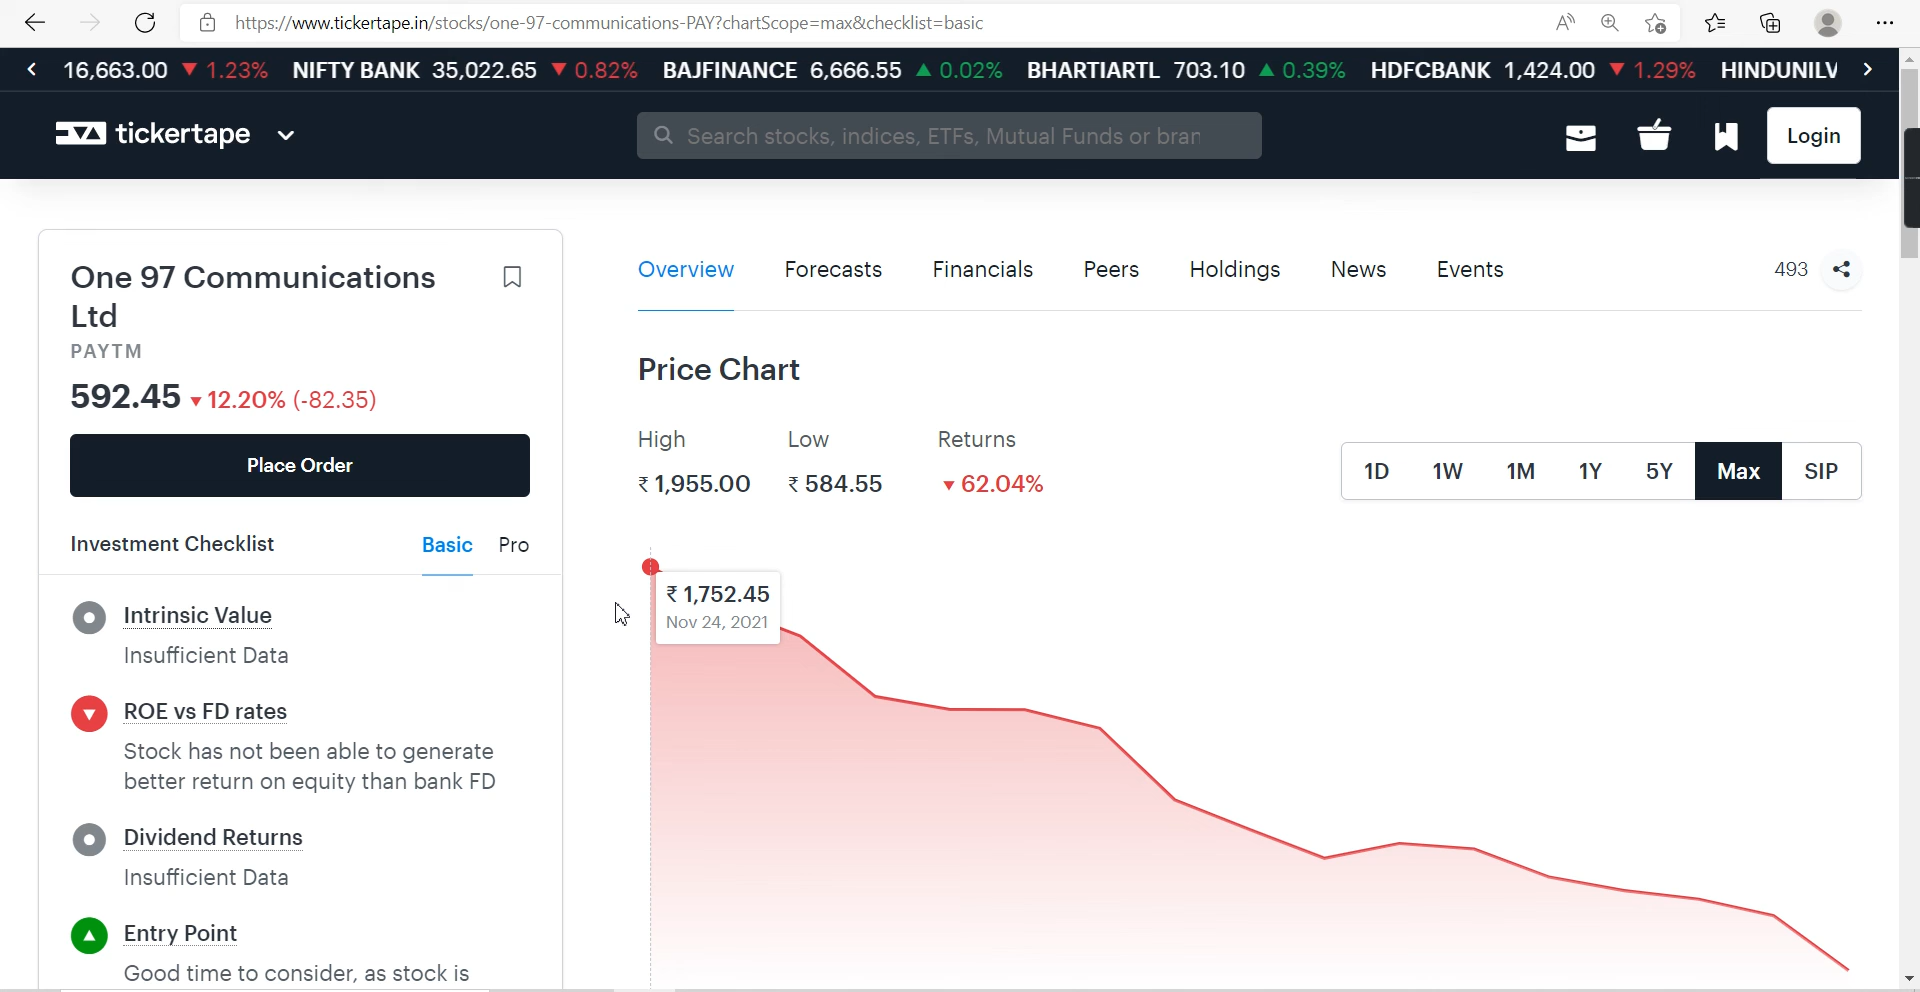 https://www.tickertape.in/stocks/one-97-communications-PAY?chartScope=max&checklist=basic
16,663.00 ▼ 1.23% NIFTY BANK 35,022.65 ▼ 0.82% BAJFINANCE 6,666.55 ▲ 0.02% BHARTIARTL 703.10 ▲ 0.39% HDFCBANK 1,424.00 ▼ 1.29% HINDUNILV
tickertape
Search stocks, indices, ETFs, Mutual Funds or bran
Login
One 97 Communications
Ltd
PAYTM
592.45 ▼ 12.20% (-82.35)
Place Order
Investment Checklist Basic Pro
Intrinsic Value
Insufficient Data
ROE vs FD rates
Stock has not been able to generate
better return on equity than bank FD
Dividend Returns
Insufficient Data
Entry Point
Good time to consider, as stock is
Overview Forecasts Financials Peers Holdings News Events 493
Price Chart
High Low Returns
₹ 1,955.00 ₹ 584.55 ▼ 62.04%
1D 1W 1M 1Y 5Y Max SIP
₹ 1,752.45
Nov 24, 2021